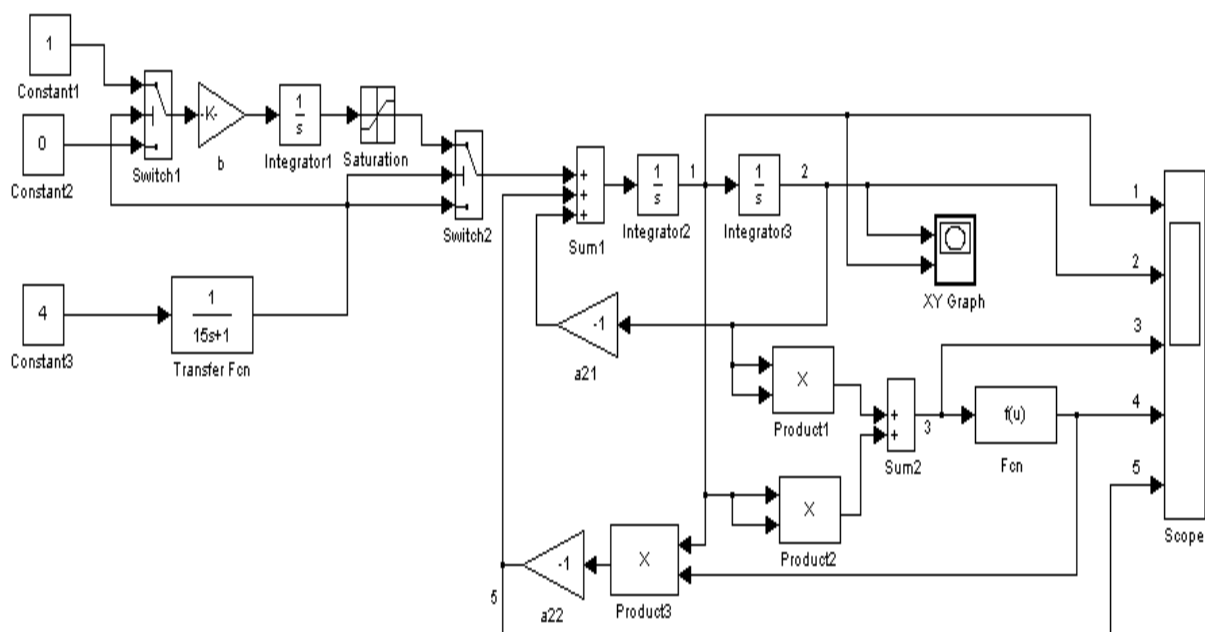 1
Constant1
0
Constant2
Switch1
-K-
b
1
s
Integrator1
Saturation
Switch2
4
Constant3
1
15s+1
Transfer Fcn
+
+
+
Sum1
1
s
Integrator2
1
1
s
Integrator3
2
XY Graph
-1
a21
X
Product1
+
+
Sum2
3
f(u)
Fcn
X
Product2
X
Product3
-1
a22
5
1
2
3
4
5
Scope